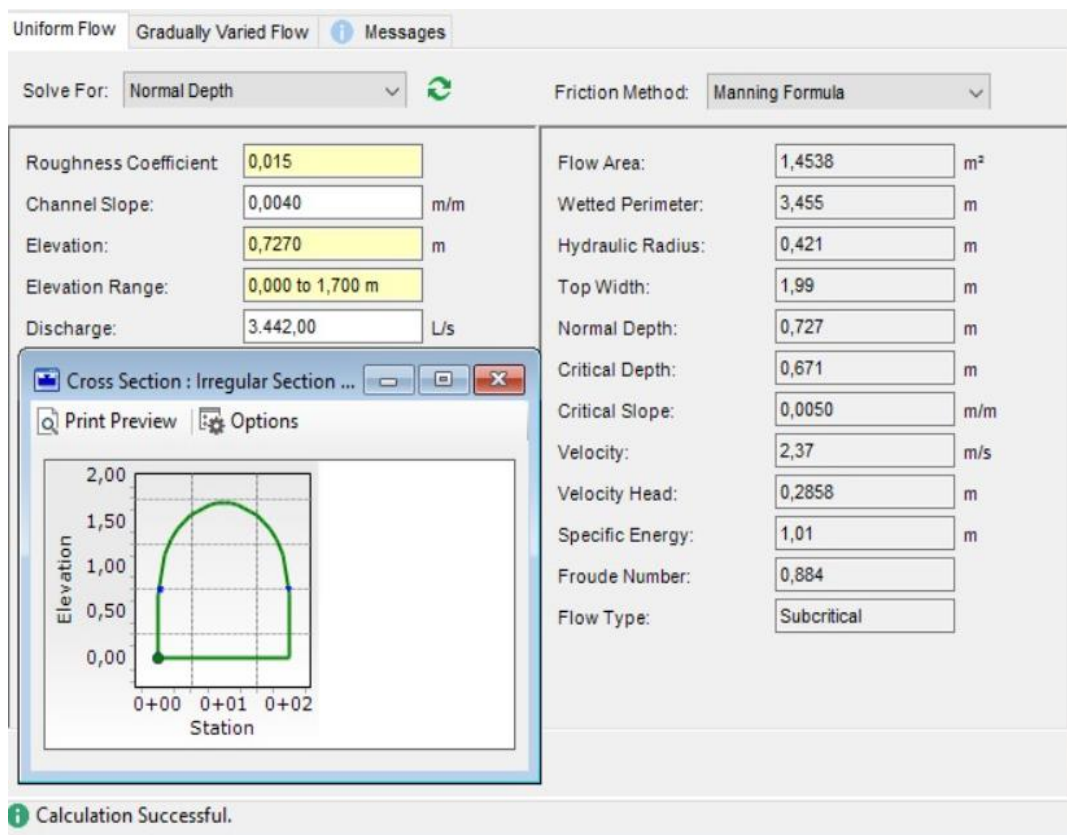 Uniform Flow Gradually Varied Flow Messages
Solve For: Normal Depth Friction Method: Manning Formula
Roughness Coefficient 0,015
Channel Slope: 0,0040 m/m
Elevation: 0,7270 m
Elevation Range: 0,000 to 1,700 m
Discharge: 3.442,00 L/s
Flow Area: 1,4538 m²
Wetted Perimeter: 3,455 m
Hydraulic Radius: 0,421 m
Top Width: 1,99 m
Normal Depth: 0,727 m
Critical Depth: 0,671 m
Critical Slope: 0,0050 m/m
Velocity: 2,37 m/s
Velocity Head: 0,2858 m
Specific Energy: 1,01 m
Froude Number: 0,884
Flow Type: Subcritical
Cross Section : Irregular Section ...
Print Preview Options
2,00
1,50
1,00
0,50
0,00
Elevation
0+00 0+01 0+02
Station
Calculation Successful.